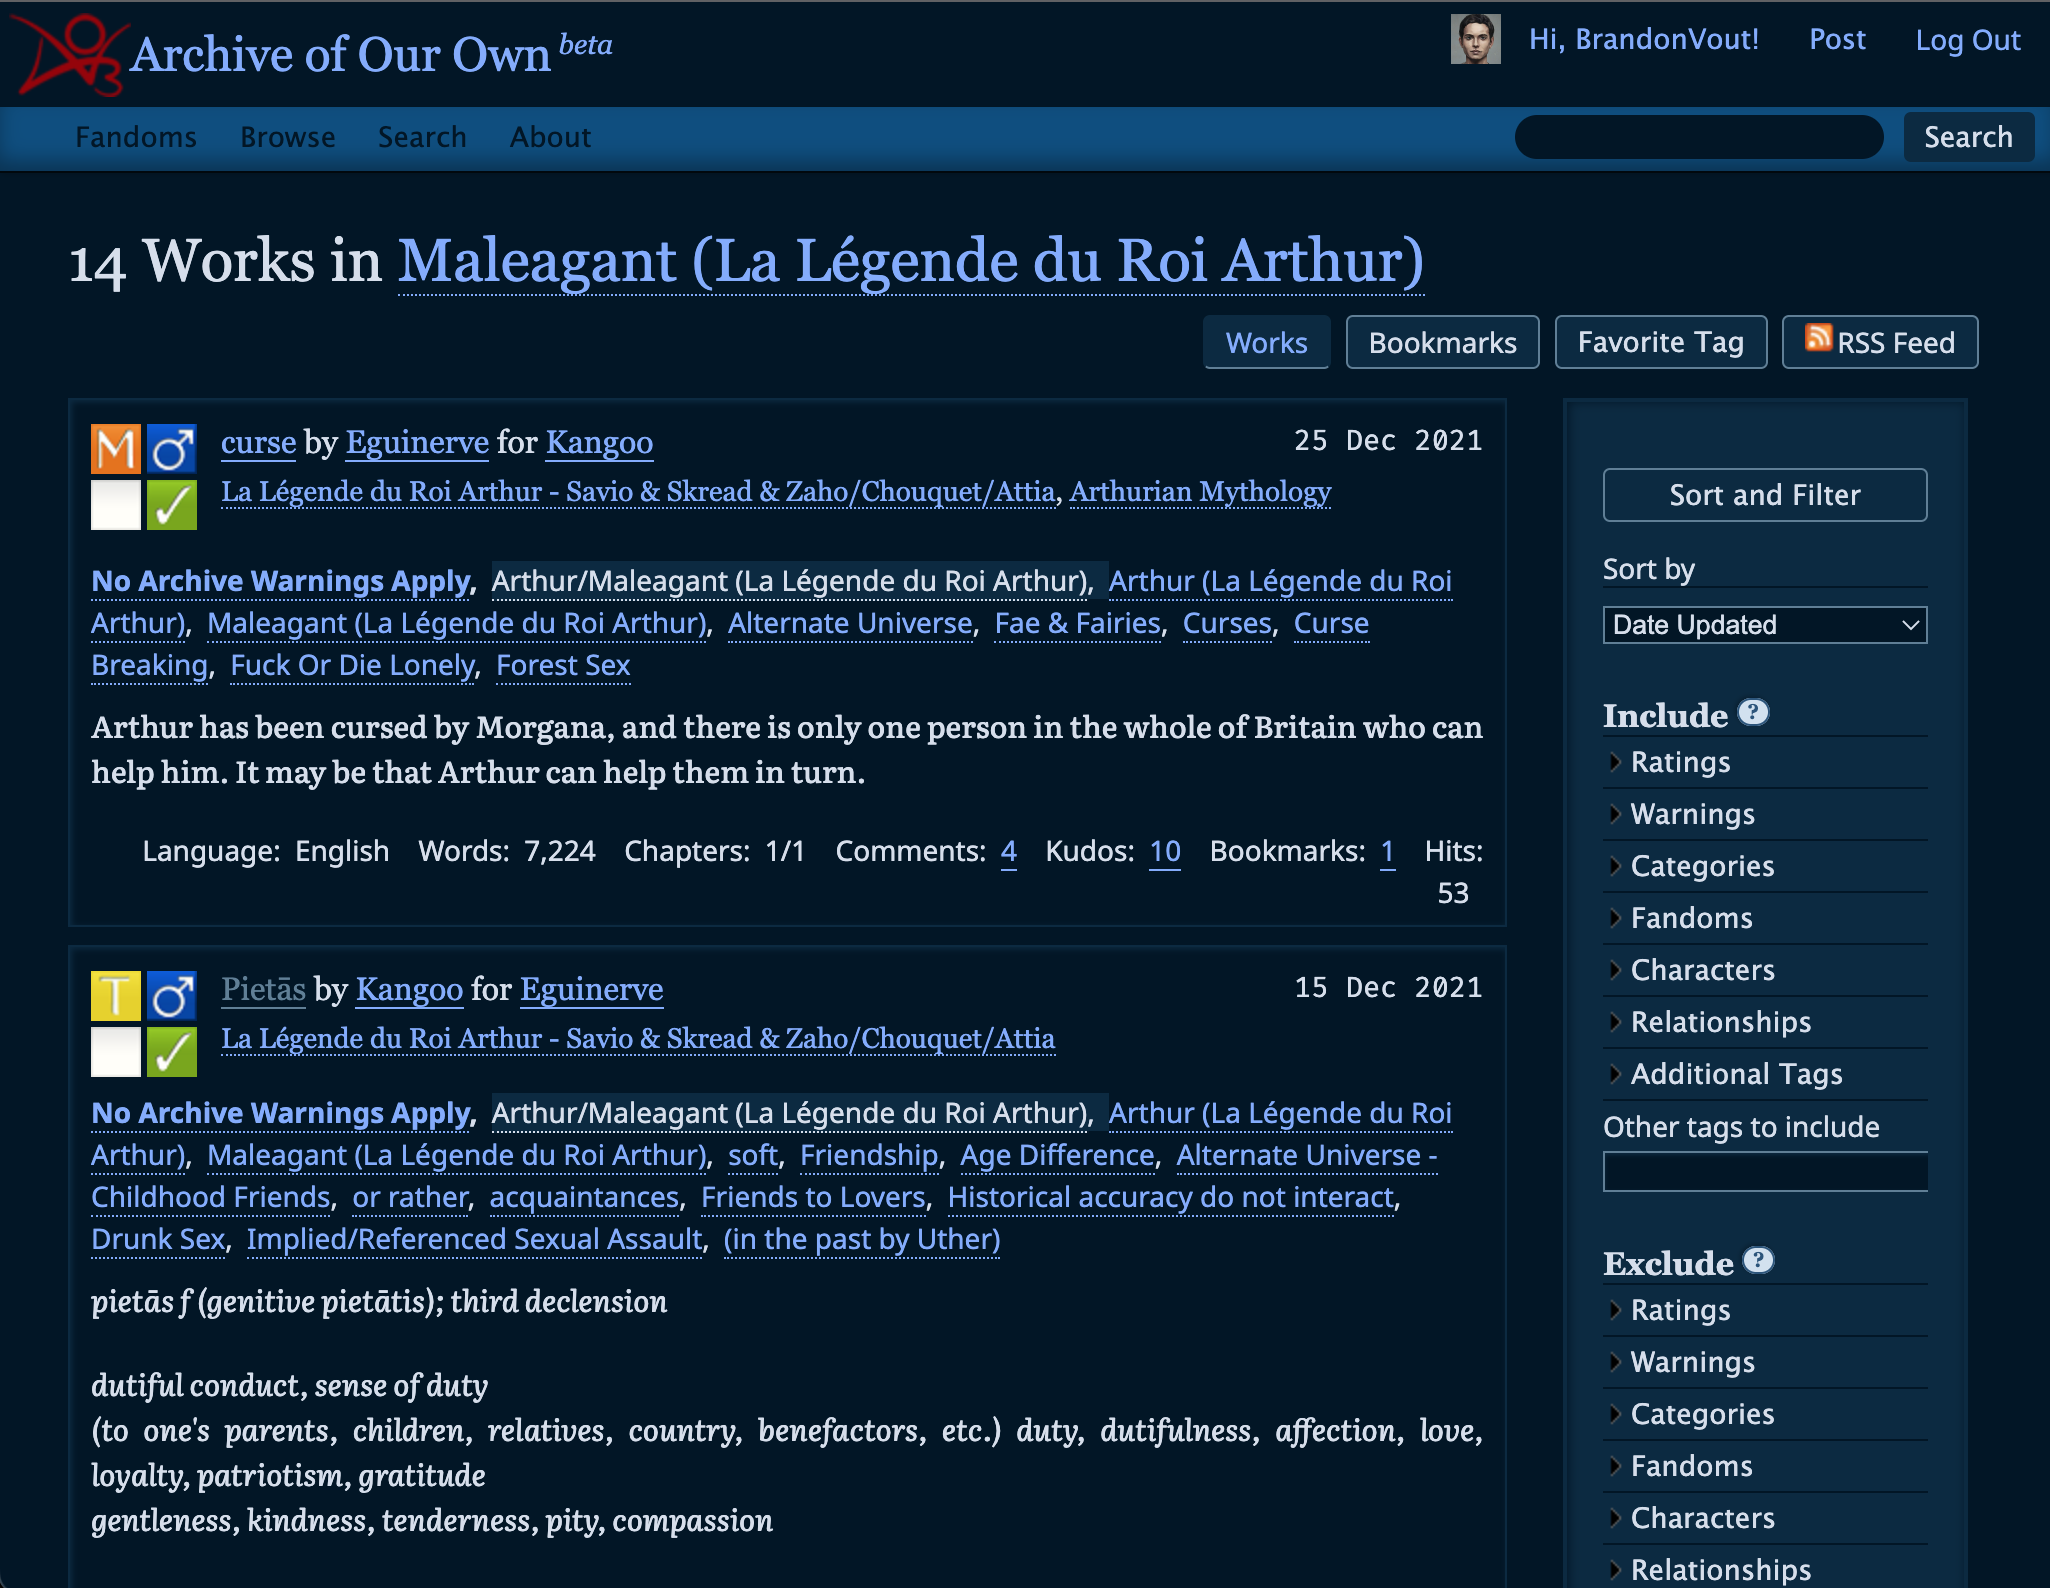 Archive of Our Own beta
Hi, BrandonVout! Post Log Out
Fandoms Browse Search About
Search
14 Works in Maleagant (La Légende du Roi Arthur)
Works Bookmarks Favorite Tag RSS Feed
M
curse by Eguinerve for Kangoo
25 Dec 2021
La Légende du Roi Arthur - Savio & Skread & Zaho/Chouquet/Attia, Arthurian Mythology
No Archive Warnings Apply, Arthur/Maleagant (La Légende du Roi Arthur), Arthur (La Légende du Roi
Arthur), Maleagant (La Légende du Roi Arthur), Alternate Universe, Fae & Fairies, Curses, Curse
Breaking, Fuck Or Die Lonely, Forest Sex
Arthur has been cursed by Morgana, and there is only one person in the whole of Britain who can
help him. It may be that Arthur can help them in turn.
Language: English Words: 7,224 Chapters: 1/1 Comments: 4 Kudos: 10 Bookmarks: 1 Hits:
53
T
Pietās by Kangoo for Eguinerve
15 Dec 2021
La Légende du Roi Arthur - Savio & Skread & Zaho/Chouquet/Attia
No Archive Warnings Apply, Arthur/Maleagant (La Légende du Roi Arthur), Arthur (La Légende du Roi
Arthur), Maleagant (La Légende du Roi Arthur), soft, Friendship, Age Difference, Alternate Universe -
Childhood Friends, or rather, acquaintances, Friends to Lovers, Historical accuracy do not interact,
Drunk Sex, Implied/Referenced Sexual Assault, (in the past by Uther)
pietās f (genitive pietātis); third declension
dutiful conduct, sense of duty
(to one's parents, children, relatives, country, benefactors, etc.) duty, dutifulness, affection, love,
loyalty, patriotism, gratitude
gentleness, kindness, tenderness, pity, compassion
Sort and Filter
Sort by
Date Updated
Include ?
Ratings
Warnings
Categories
Fandoms
Characters
Relationships
Additional Tags
Other tags to include
Exclude ?
Ratings
Warnings
Categories
Fandoms
Characters
Relationships